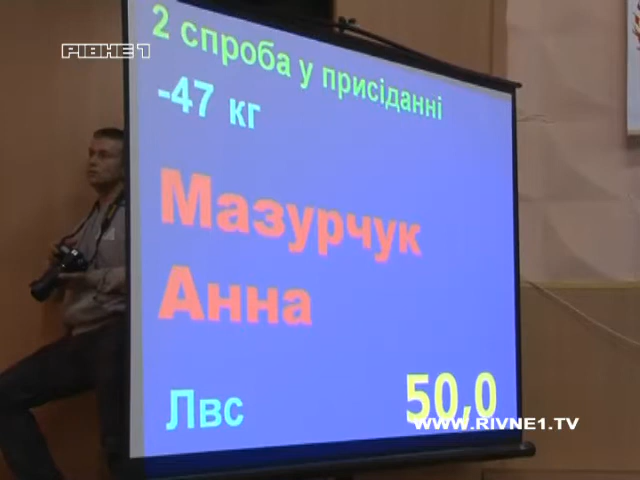 РІВНЕ 1
2 спроба у присіданні
-47 кг
Мазурчук
Анна
Лвс
50,0
WWW.RIVNE1.TV